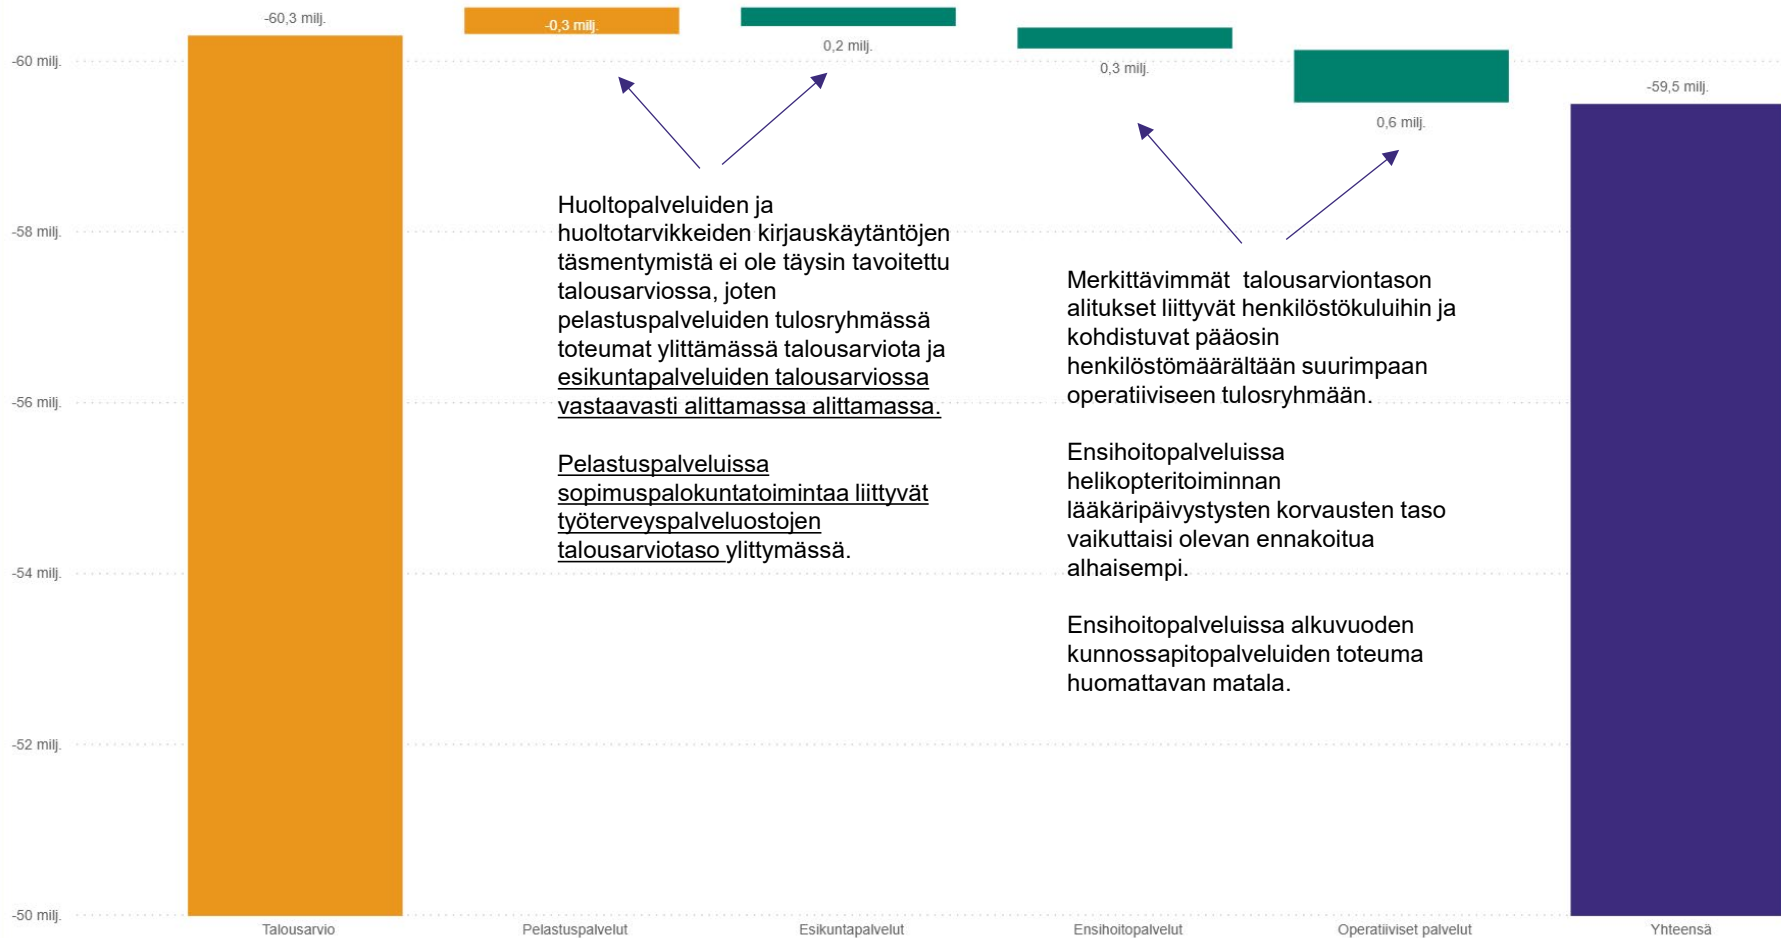 -60,3 milj.
-0,3 milj.
0,2 milj.
0,3 milj.
0,6 milj.
-59,5 milj.
-60 milj.
-58 milj.
-56 milj.
-54 milj.
-52 milj.
-50 milj.
Huoltopalveluiden ja
huoltotarvikkeiden kirjauskäytäntöjen
täsmentymistä ei ole täysin tavoitettu
talousarviossa, joten
pelastuspalveluiden tulosryhmässä
toteumat ylittämässä talousarviota ja
esikuntapalveluiden talousarviossa
vastaavasti alittamassa alittamassa.
Pelastuspalveluissa
sopimuspalokuntatoimintaa liittyvät
työterveyspalveluostojen
talousarviotaso ylittymässä.
Merkittävimmät talousarviontason
alitukset liittyvät henkilöstökuluihin ja
kohdistuvat pääosin
henkilöstömäärältään suurimpaan
operatiiviseen tulosryhmään.
Ensihoitopalveluissa
helikopteritoiminnan
lääkäripäivystysten korvausten taso
vaikuttaisi olevan ennakoitua
alhaisempi.
Ensihoitopalveluissa alkuvuoden
kunnossapitopalveluiden toteuma
huomattavan matala.
Talousarvio
Pelastuspalvelut
Esikuntapalvelut
Ensihoitopalvelut
Operatiiviset palvelut
Yhteensä